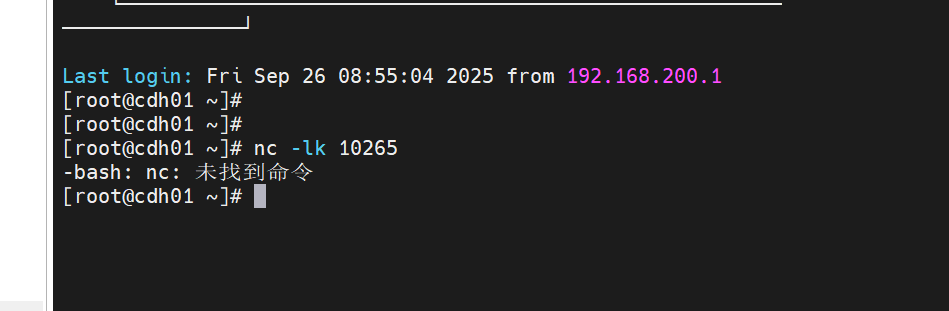 Last login: Fri Sep 26 08:55:04 2025 from 192.168.200.1
[root@cdh01 ~]#
[root@cdh01 ~]#
[root@cdh01 ~]# nc -lk 10265
-bash: nc: 未找到命令
[root@cdh01 ~]#